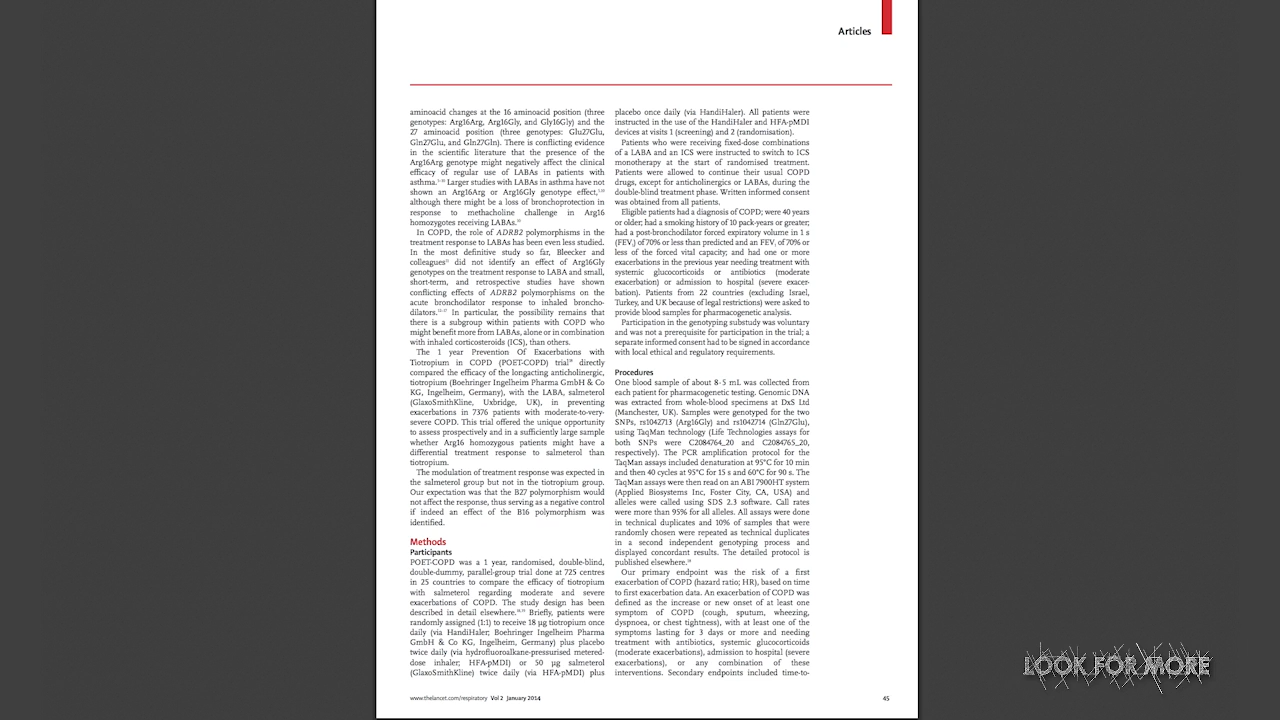 Articles
aminoacid changes at the 16 aminoacid position (three
genotypes: Arg16Arg, Arg16Gly, and Gly16Gly) and the
27 aminoacid position (three genotypes: Glu27Glu,
Gln27Glu, and Gln27Gln). There is conflicting evidence
in the scientific literature that the presence of the
Arg16Arg genotype might negatively affect the clinical
efficacy of regular use of LABAs in patients with
asthma. Larger studies with LABAs in asthma have not
shown an Arg16Arg or Arg16Gly genotype effect,
although there might be a loss of bronchoprotection in
response to methacholine challenge in Arg16
homozygotes receiving LABAs.
In COPD, the role of ADRB2 polymorphisms in the
treatment response to LABAs has been even less studied.
In the most definitive study so far, Bleecker and
colleagues did not identify an effect of Arg16Gly
genotypes on the treatment response to LABA and small,
short-term, and retrospective studies have shown
conflicting effects of ADRB2 polymorphisms on the
acute bronchodilator response to inhaled broncho-
dilators. In particular, the possibility remains that
there is a subgroup within patients with COPD who
might benefit more from LABAs, alone or in combination
with inhaled corticosteroids (ICS), than others.
The 1 year Prevention Of Exacerbations with
Tiotropium in COPD (POET-COPD) trial directly
compared the efficacy of the longacting anticholinergic,
tiotropium (Boehringer Ingelheim Pharma GmbH & Co
KG, Ingelheim, Germany), with the LABA, salmeterol
(GlaxoSmithKline, Uxbridge, UK), in preventing
exacerbations in 7376 patients with moderate-to-very-
severe COPD. This trial offered the unique opportunity
to assess prospectively and in a sufficiently large sample
whether Arg16 homozygous patients might have a
differential treatment response to salmeterol than
tiotropium.
The modulation of treatment response was expected in
the salmeterol group but not in the tiotropium group.
Our expectation was that the B27 polymorphism would
not affect the response, thus serving as a negative control
if indeed an effect of the B16 polymorphism was
identified.
Methods
Participants
POET-COPD was a 1 year, randomised, double-blind,
double-dummy, parallel-group trial done at 725 centres
in 25 countries to compare the efficacy of tiotropium
with salmeterol regarding moderate and severe
exacerbations of COPD. The study design has been
described in detail elsewhere. Briefly, patients were
randomly assigned (1:1) to receive 18 μg tiotropium once
daily (via HandiHaler; Boehringer Ingelheim Pharma
GmbH & Co KG, Ingelheim, Germany) plus placebo
twice daily (via hydrofluoroalkane-pressurised metered-
dose inhaler; HFA-pMDI) or 50 μg salmeterol
(GlaxoSmithKline) twice daily (via HFA-pMDI) plus
placebo once daily (via HandiHaler). All patients were
instructed in the use of the HandiHaler and HFA-pMDI
devices at visits 1 (screening) and 2 (randomisation).
Patients who were receiving fixed-dose combinations
of a LABA and an ICS were instructed to switch to ICS
monotherapy at the start of randomised treatment.
Patients were allowed to continue their usual COPD
drugs, except for anticholinergics or LABAs, during the
double-blind treatment phase. Written informed consent
was obtained from all patients.
Eligible patients had a diagnosis of COPD; were 40 years
or older; had a smoking history of 10 pack-years or greater;
had a post-bronchodilator forced expiratory volume in 1 s
(FEV₁) of 70% or less than predicted and an FEV₁ of 70% or
less of the forced vital capacity; and had one or more
exacerbations in the previous year needing treatment with
systemic glucocorticoids or antibiotics (moderate
exacerbation) or admission to hospital (severe exacer-
bation). Patients from 22 countries (excluding Israel,
Turkey, and UK because of legal restrictions) were asked to
provide blood samples for pharmacogenetic analysis.
Participation in the genotyping substudy was voluntary
and was not a prerequisite for participation in the trial; a
separate informed consent had to be signed in accordance
with local ethical and regulatory requirements.
Procedures
One blood sample of about 8·5 mL was collected from
each patient for pharmacogenetic testing. Genomic DNA
was extracted from whole-blood specimens at DxS Ltd
(Manchester, UK). Samples were genotyped for the two
SNPs, rs1042713 (Arg16Gly) and rs1042714 (Gln27Glu),
using TaqMan technology (Life Technologies assays for
both SNPs were C2084764_20 and C2084765_20,
respectively). The PCR amplification protocol for the
TaqMan assays included denaturation at 95°C for 10 min
and then 40 cycles at 95°C for 15 s and 60°C for 90 s. The
TaqMan assays were then read on an ABI 7900HT system
(Applied Biosystems Inc, Foster City, CA, USA) and
alleles were called using SDS 2.3 software. Call rates
were more than 95% for all alleles. All assays were done
in technical duplicates and 10% of samples that were
randomly chosen were repeated as technical duplicates
in a second independent genotyping process and
displayed concordant results. The detailed protocol is
published elsewhere.
Our primary endpoint was the risk of a first
exacerbation of COPD (hazard ratio; HR), based on time
to first exacerbation data. An exacerbation of COPD was
defined as the increase or new onset of at least one
symptom of COPD (cough, sputum, wheezing,
dyspnoea, or chest tightness), with at least one of the
symptoms lasting for 3 days or more and needing
treatment with antibiotics, systemic glucocorticoids
(moderate exacerbations), admission to hospital (severe
exacerbations), or any combination of these
interventions. Secondary endpoints included time-to-
www.thelancet.com/respiratory Vol 2 January 2014
45
LOOK FOR MORE